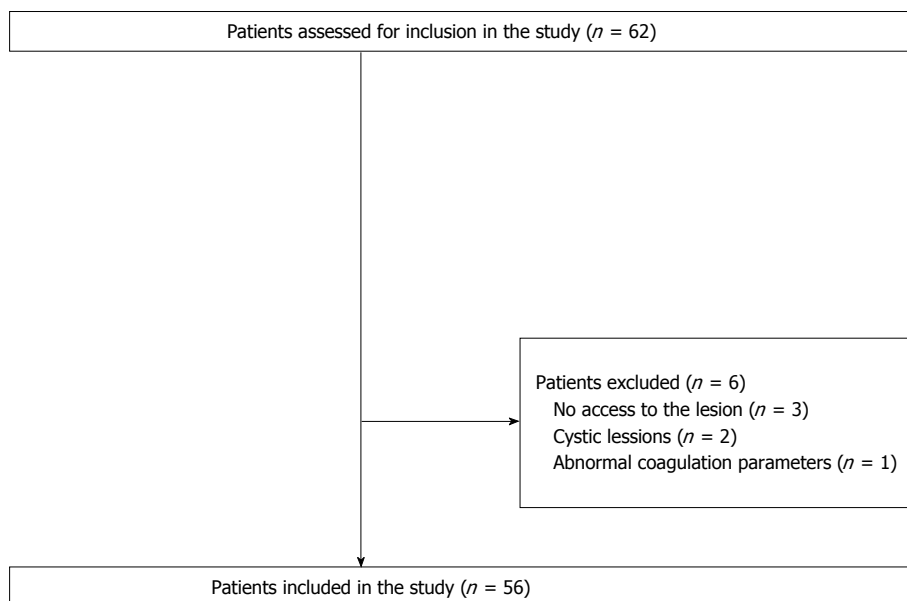 Patients assessed for inclusion in the study (n = 62)
Patients excluded (n = 6)
No access to the lesion (n = 3)
Cystic lessions (n = 2)
Abnormal coagulation parameters (n = 1)
Patients included in the study (n = 56)